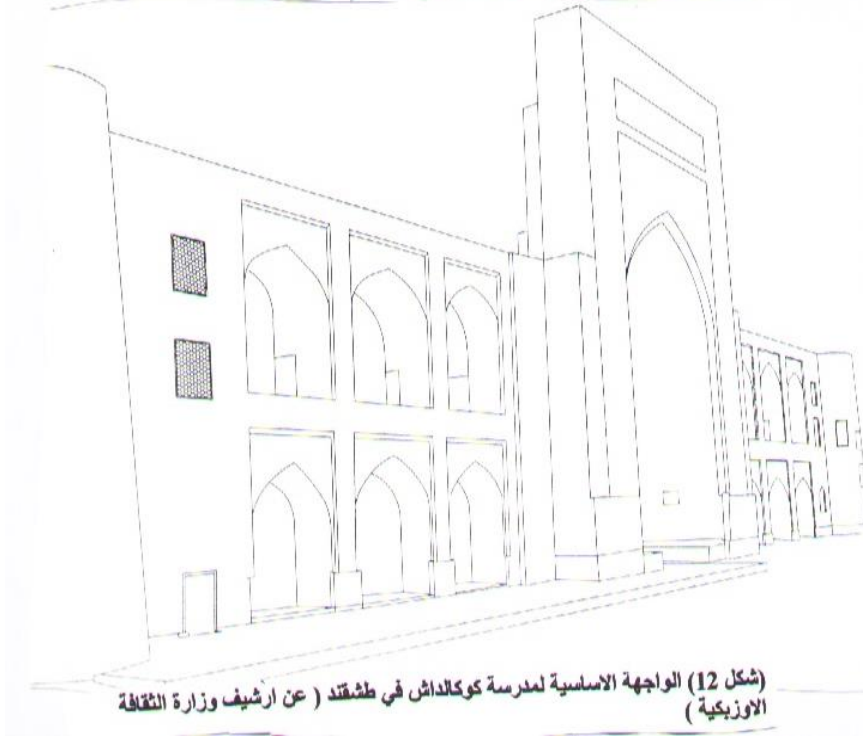 (شكل 12) الواجهة الاساسية لمدرسة كوكالداش في طشقند ( عن ارشيف وزارة الثقافة
الاوزبكية )